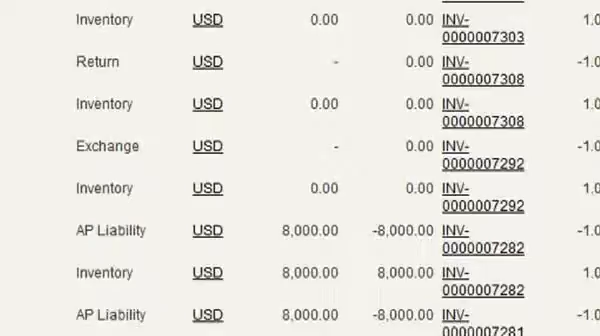 Inventory USD 0.00 0.00 INV-
0000007303
Return USD - 0.00 INV- -1.0
0000007308
Inventory USD 0.00 0.00 INV- 1.0
0000007308
Exchange USD - 0.00 INV- -1.0
0000007292
Inventory USD 0.00 0.00 INV- 1.0
0000007292
AP Liability USD 8,000.00 -8,000.00 INV- -1.0
0000007282
Inventory USD 8,000.00 8,000.00 INV- 1.0
0000007282
AP Liability USD 8,000.00 -8,000.00 INV- -1.0
0000007281